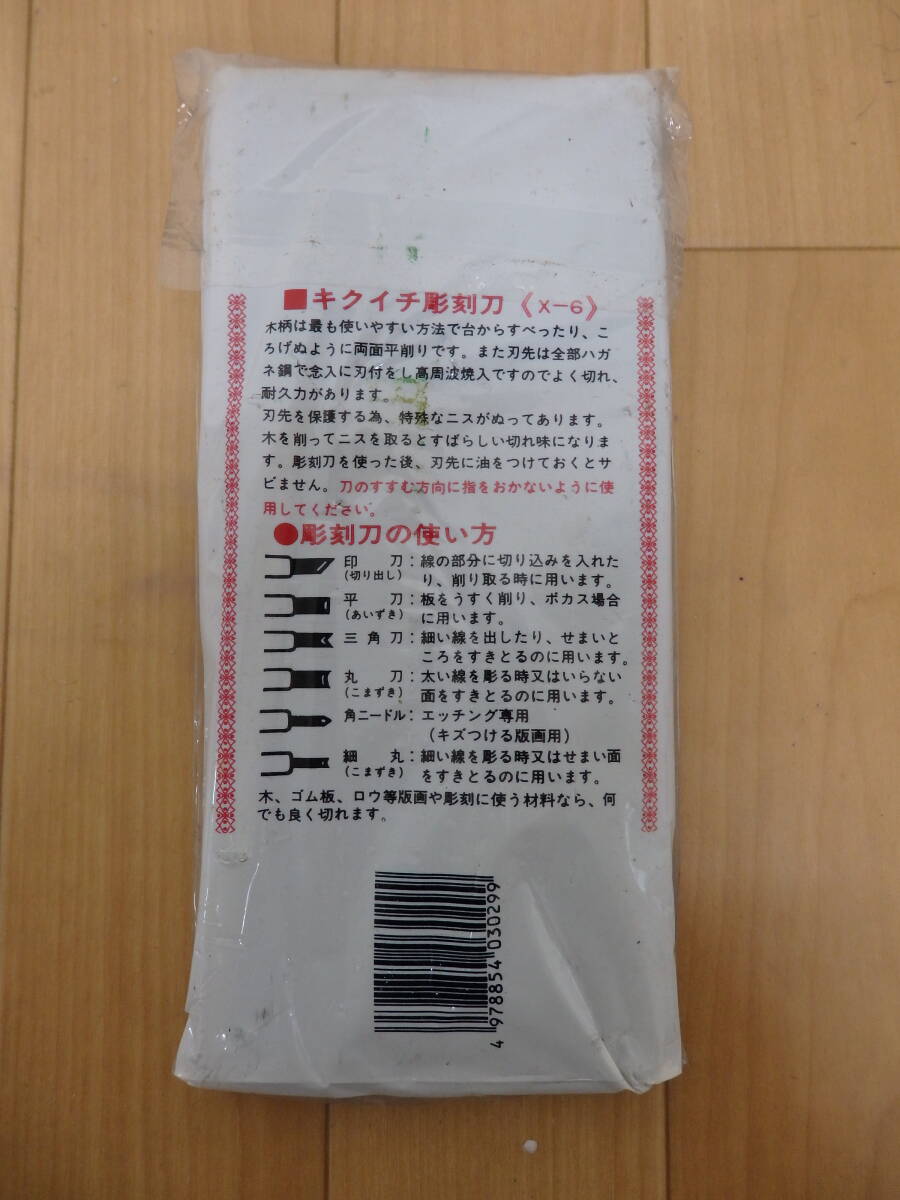 ■キクイチ彫刻刀《X−6》
木柄は最も使いやすい方法で台からすべったり、こ
ろげぬように両面平削りです。また刃先は全部ハガ
ネ鋼で念入に刃付をし高周波焼入ですのでよく切れ、
耐久力があります。
刃先を保護する為、特殊なニスがぬってあります。
木を削ってニスを取るとすばらしい切れ味になりま
す。彫刻刀を使った後、刃先に油をつけておくとサ
ビません。刀のすすむ方向に指をおかないように使
用してください。
●彫刻刀の使い方
印刀:線の部分に切り込みを入れた
(切り出し) り、削り取る時に用います。
平刀:板をうすく削り、ボカス場合
(あいずき) に用います。
三角刀:細い線を出したり、せまいと
ころをすきとるのに用います。
丸刀:太い線を彫る時又はいらない
(こまずき) 面をすきとるのに用います。
角ニードル:エッチング専用
(キズつける版画用)
細丸:細い線を彫る時又はせまい面
(こまずき) をすきとるのに用います。
木、ゴム板、ロウ等版画や彫刻に使う材料なら、何
でも良く切れます。
4 978854 030299